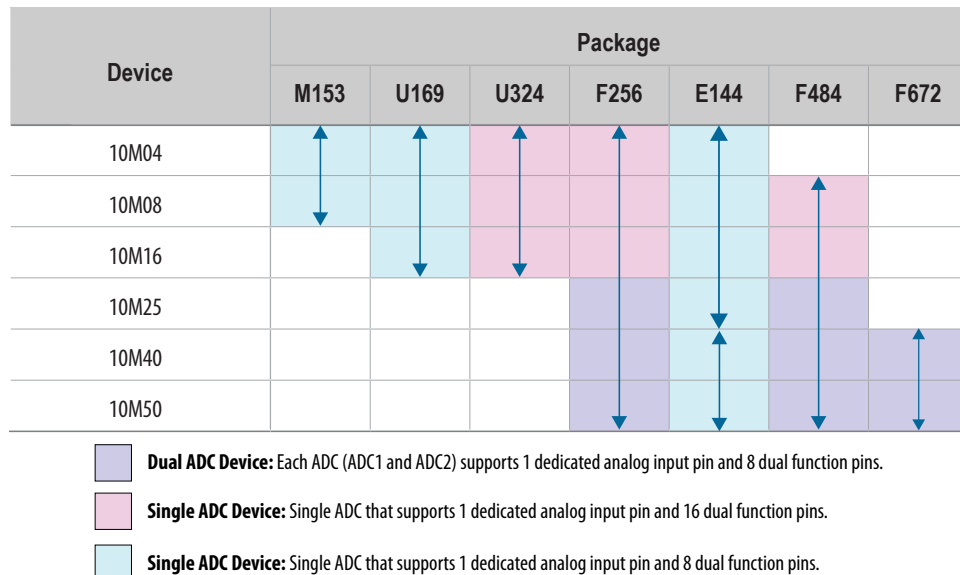 Device
Package
M153 U169 U324 F256 E144 F484 F672
10M04
10M08
10M16
10M25
10M40
10M50
Dual ADC Device: Each ADC (ADC1 and ADC2) supports 1 dedicated analog input pin and 8 dual function pins.
Single ADC Device: Single ADC that supports 1 dedicated analog input pin and 16 dual function pins.
Single ADC Device: Single ADC that supports 1 dedicated analog input pin and 8 dual function pins.